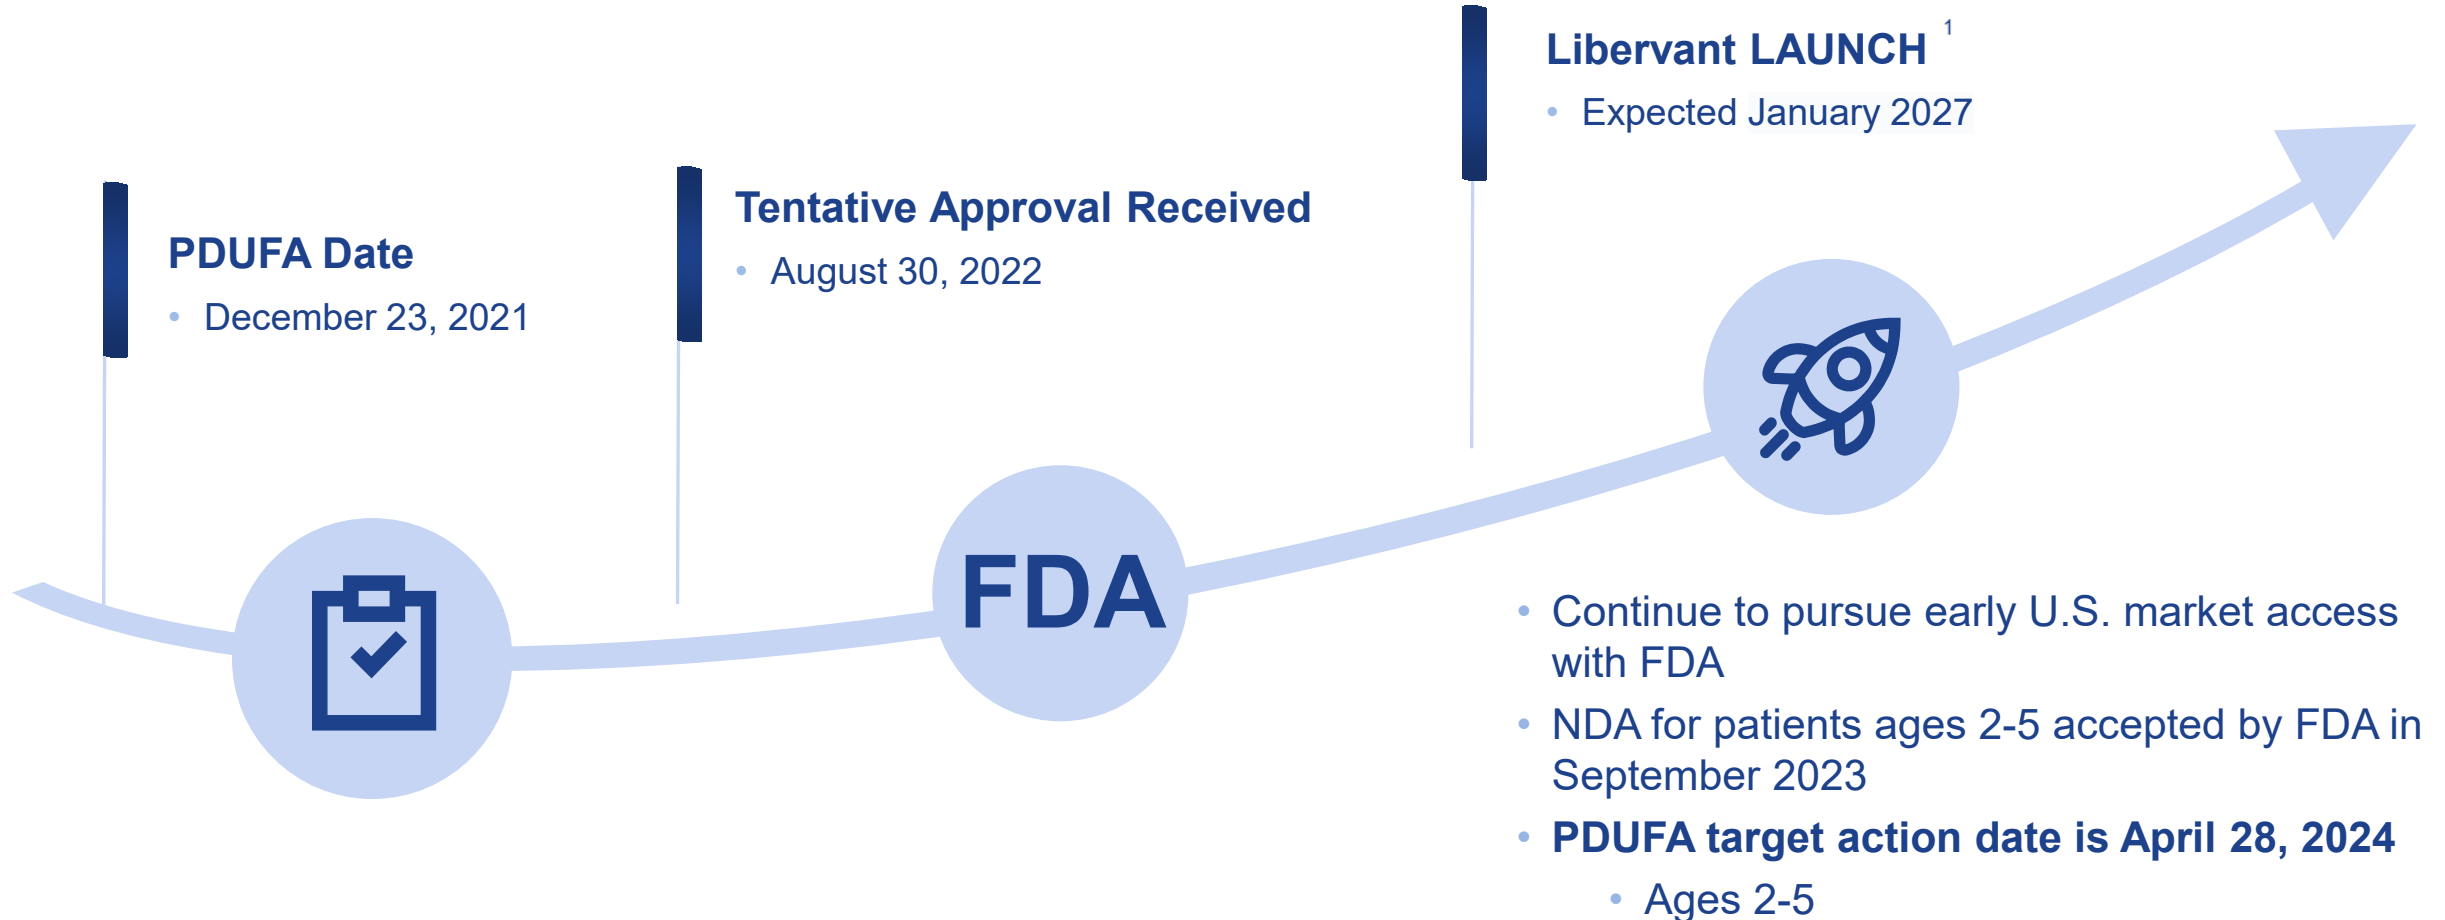 PDUFA Date
• December 23, 2021
Tentative Approval Received
• August 30, 2022
Libervant LAUNCH 1
• Expected January 2027
FDA
• Continue to pursue early U.S. market access
with FDA
• NDA for patients ages 2-5 accepted by FDA in
September 2023
• PDUFA target action date is April 28, 2024
• Ages 2-5